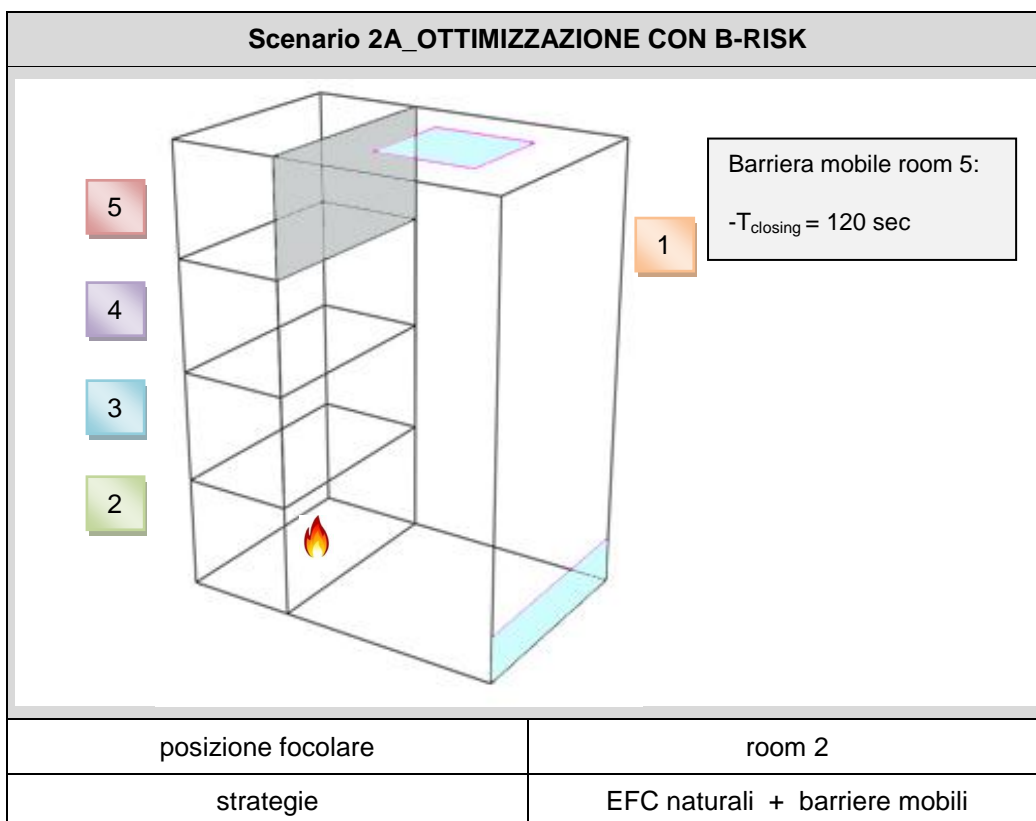 Scenario 2A_OTTIMIZZAZIONE CON B-RISK
Barriera mobile room 5:
-Tclosing = 120 sec
5
1
4
3
2
posizione focolare room 2
strategie EFC naturali + barriere mobili